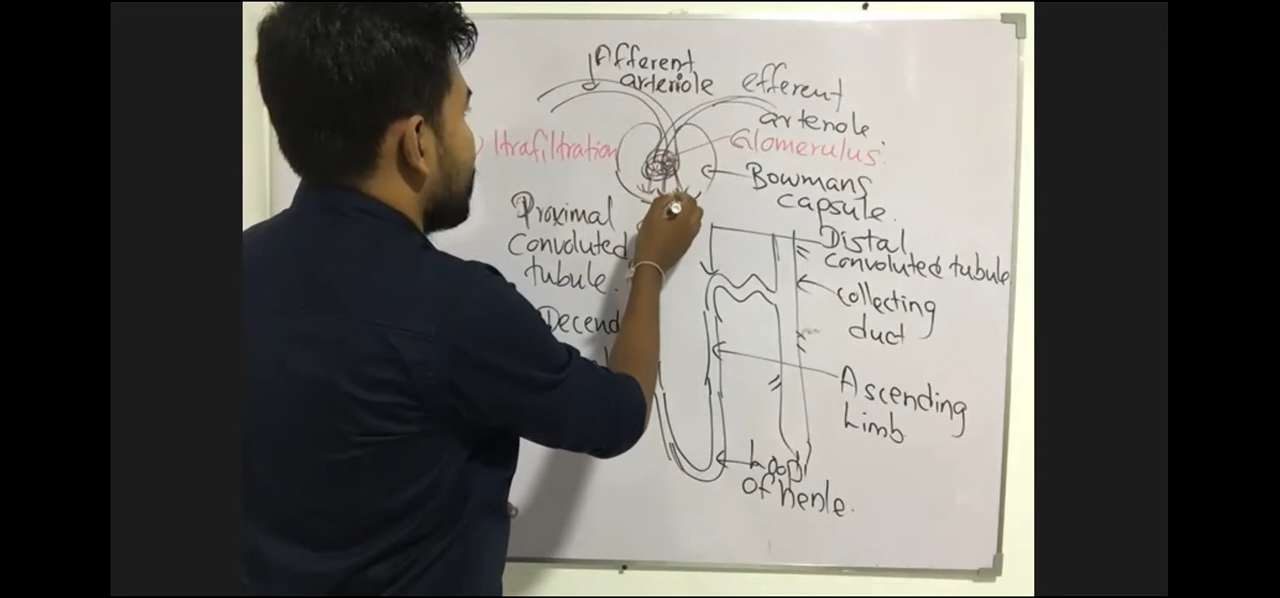 Afferent
arteriole
efferent
arteriole.
ltrafiltration
Glomerulus.
Bowmans
capsule.
Proximal
Convoluted
tubule.
Distal
convoluted tubule
Collecting
duct
Decend
Ascending
Limb
Loop
of henle.